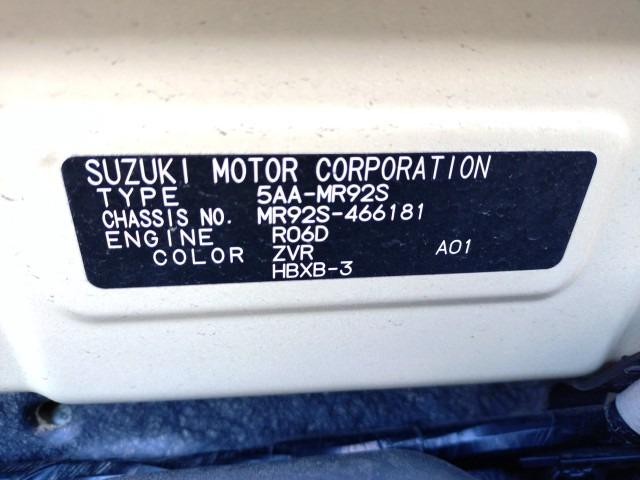 SUZUKI MOTOR CORPORATION
TYPE 5AA-MR92S
CHASSIS NO. MR92S-466181
ENGINE R06D
COLOR ZVR A01
HBXB-3